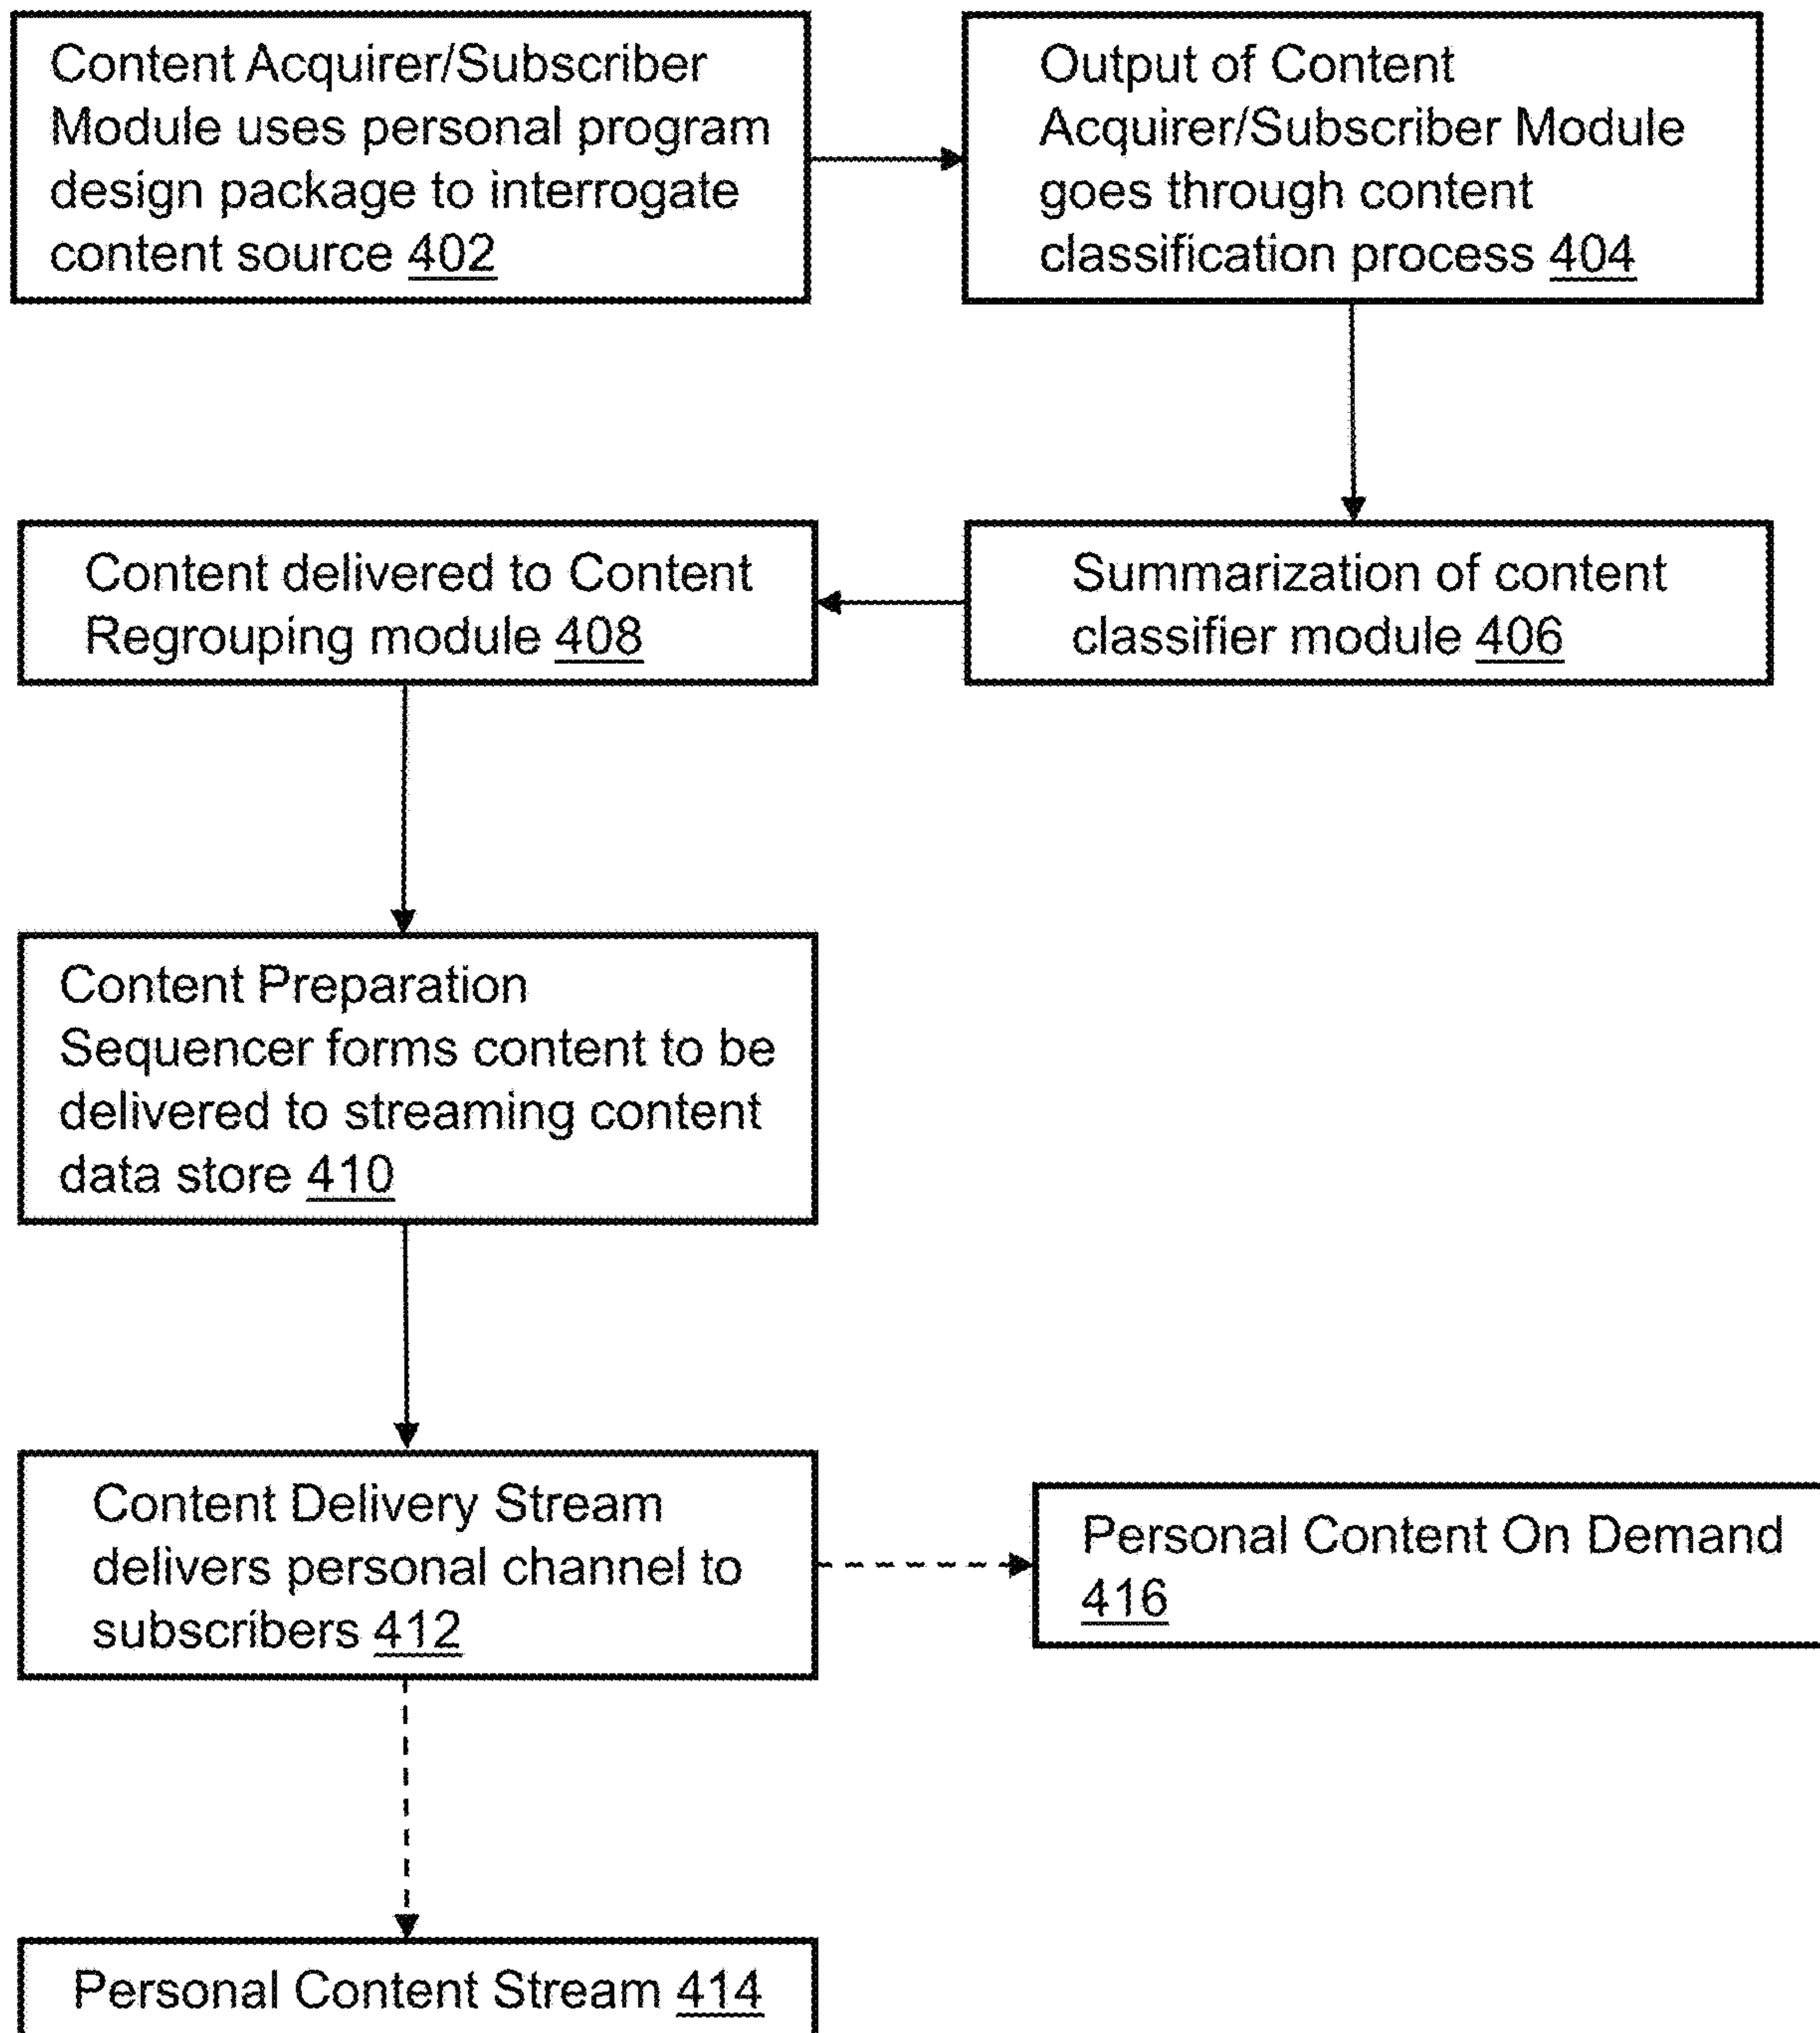 Content Acquirer/Subscriber
Module uses personal program
design package to interrogate
content source 402
Output of Content
Acquirer/Subscriber Module
goes through content
classification process 404
Summarization of content
classifier module 406
Content delivered to Content
Regrouping module 408
Content Preparation
Sequencer forms content to be
delivered to streaming content
data store 410
Content Delivery Stream
delivers personal channel to
subscribers 412
Personal Content On Demand
416
Personal Content Stream 414